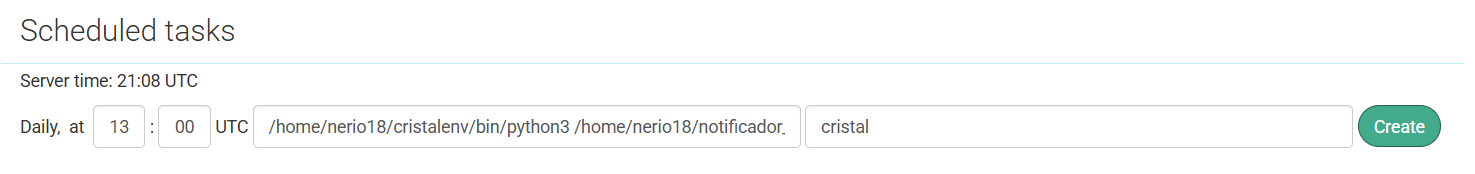 Scheduled tasks
Server time: 21:08 UTC
Daily, at 13 : 00 UTC /home/nerio18/cristalenv/bin/python3 /home/nerio18/notificador_ cristal Create